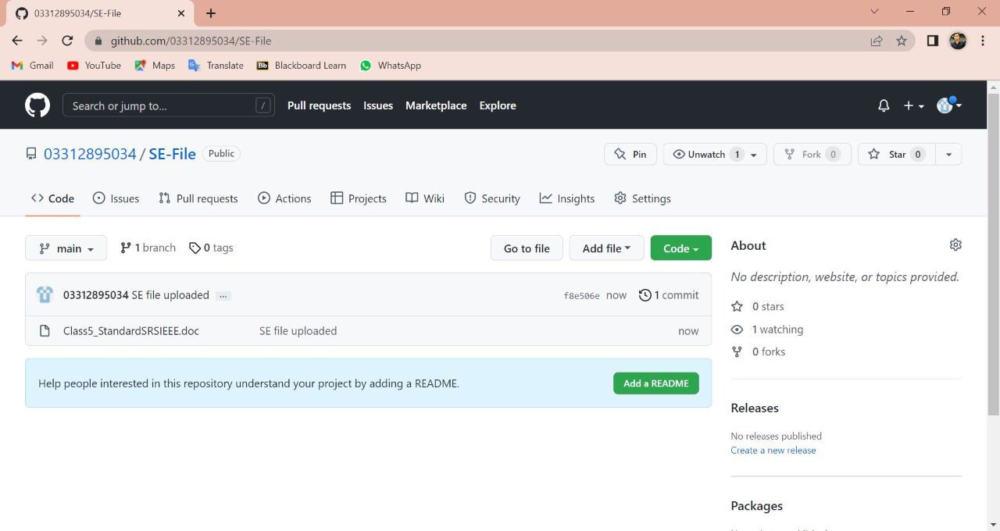 03312895034/SE-File
github.com/03312895034/SE-File
Gmail YouTube Maps Translate Bb Blackboard Learn WhatsApp
Search or jump to... / Pull requests Issues Marketplace Explore
03312895034 / SE-File Public Pin Unwatch 1 Fork 0 Star 0
Code Issues Pull requests Actions Projects Wiki Security Insights Settings
main 1 branch 0 tags Go to file Add file Code
03312895034 SE file uploaded ... f8e506e now 1 commit
Class5_StandardSRSIEEE.doc SE file uploaded now
Help people interested in this repository understand your project by adding a README. Add a README
About
No description, website, or topics provided.
0 stars
1 watching
0 forks
Releases
No releases published
Create a new release
Packages